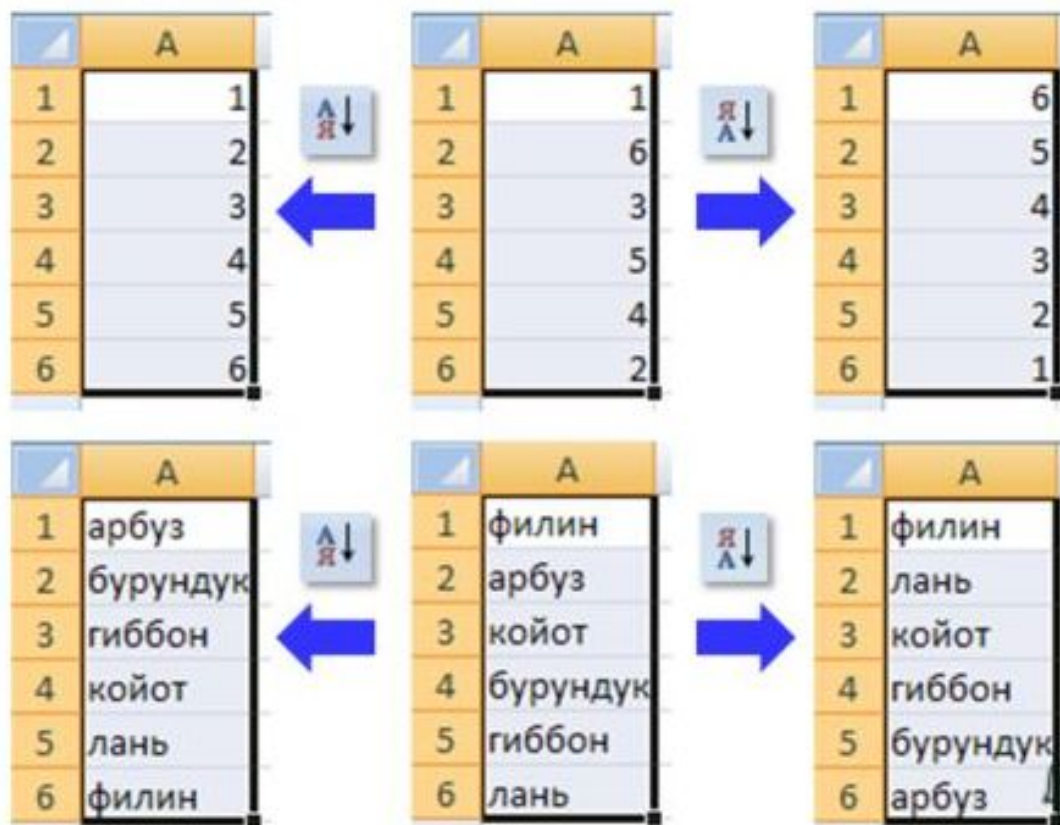 A
1 1
2 2
3 3
4 4
5 5
6 6
А
Я
A
1 1
2 6
3 3
4 5
5 4
6 2
Я
А
A
1 6
2 5
3 4
4 3
5 2
6 1
A
1 арбуз
2 бурундук
3 гиббон
4 койот
5 лань
6 филин
А
Я
A
1 филин
2 арбуз
3 койот
4 бурундук
5 гиббон
6 лань
Я
А
A
1 филин
2 лань
3 койот
4 гиббон
5 бурундук
6 арбуз